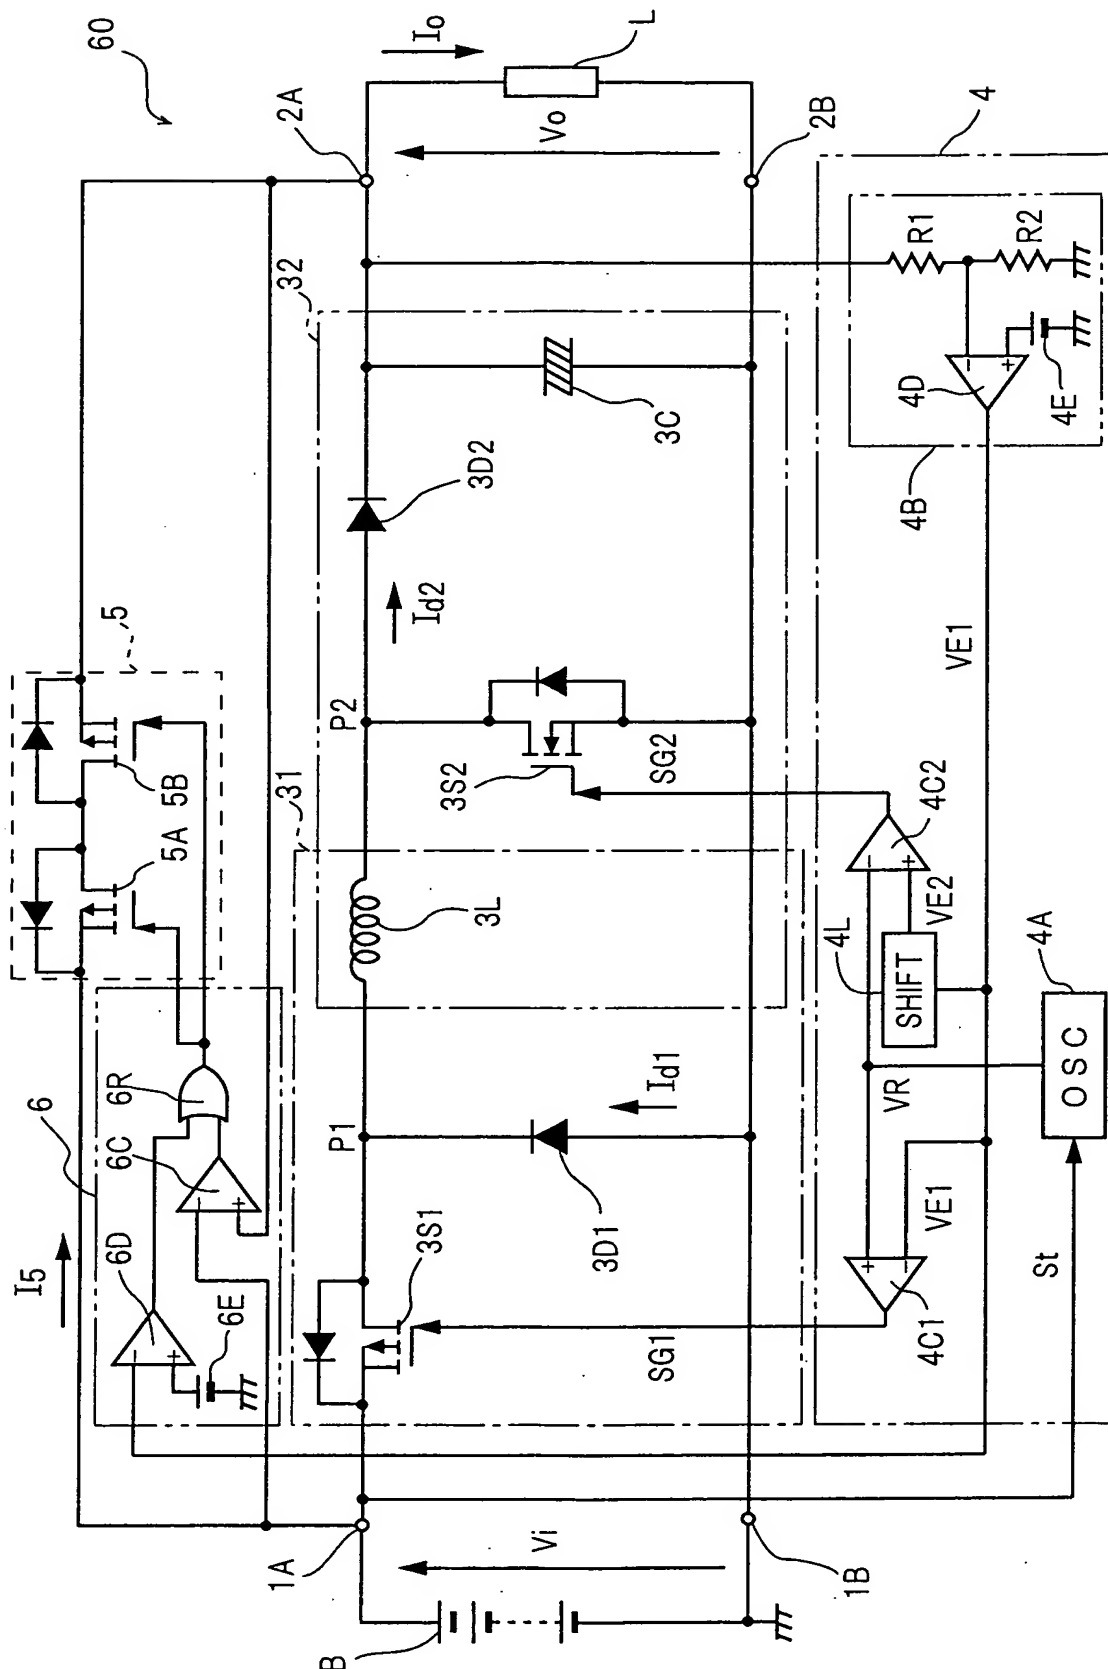 60
I5
6
6D
6E
6C
6R
5
5A
5B
1A
Vi
B
1B
31
3S1
P1
Id1
3D1
SG1
3L
32
P2
3S2
SG2
Id2
3D2
3C
2A
Io
L
Vo
2B
4
4C1
VE1
St
VR
4L
SHIFT
VE2
4C2
4A
OSC
VE1
4B
4D
4E
R1
R2
-
+
-
+
+
-
-
+
-
+